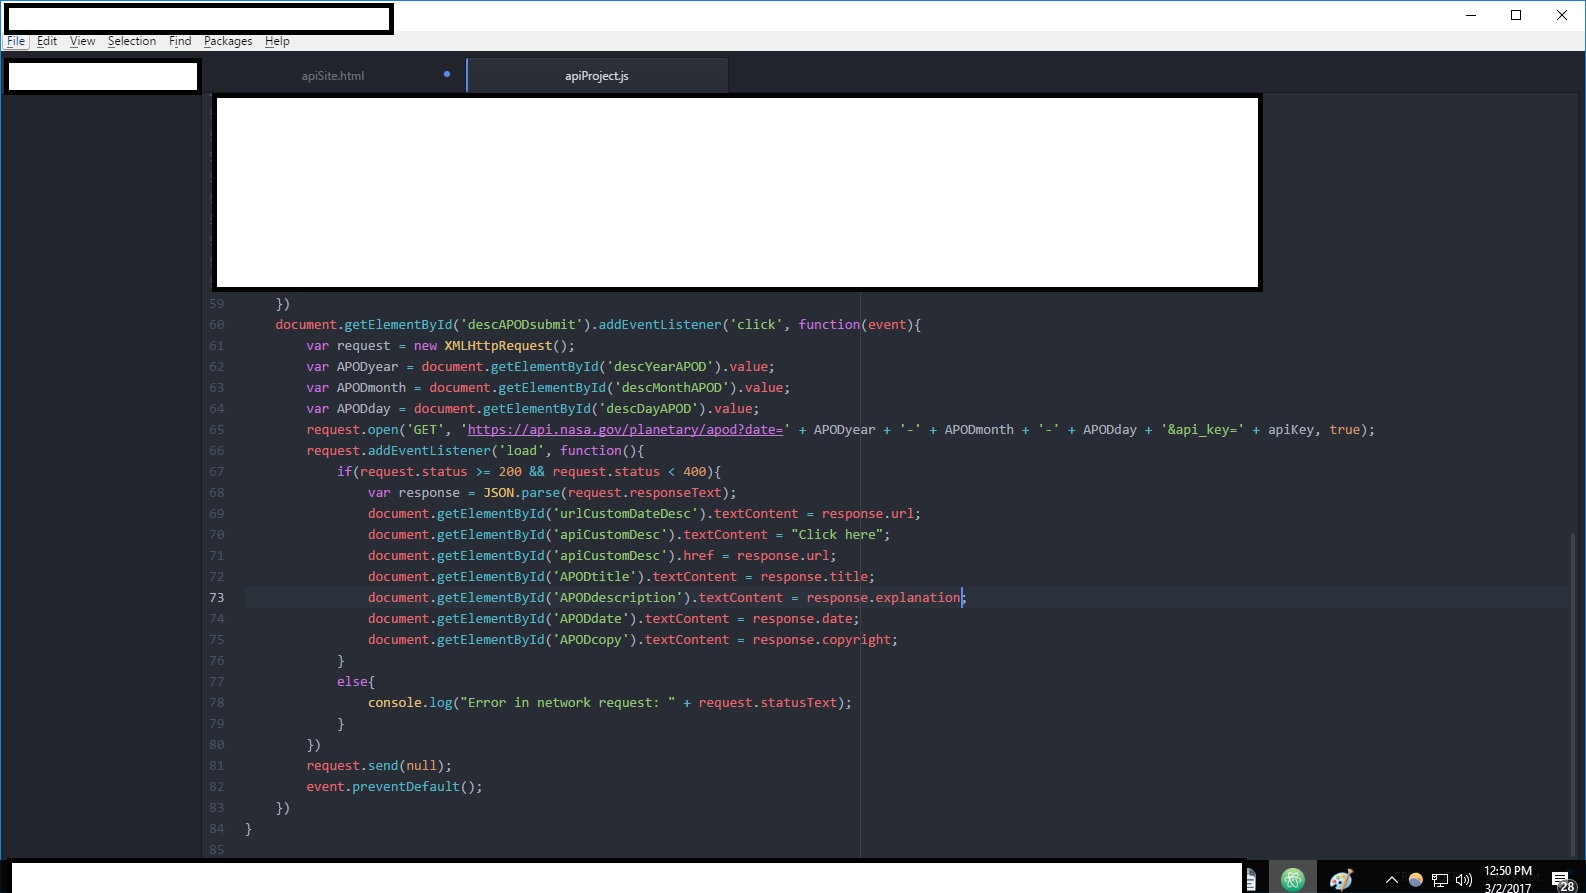 File Edit View Selection Find Packages Help
apiSite.html apiProject.js
59 })
60 document.getElementById('descAPODsubmit').addEventListener('click', function(event){
61 var request = new XMLHttpRequest();
62 var APODyear = document.getElementById('descYearAPOD').value;
63 var APODmonth = document.getElementById('descMonthAPOD').value;
64 var APODday = document.getElementById('descDayAPOD').value;
65 request.open('GET', 'https://api.nasa.gov/planetary/apod?date=' + APODyear + '-' + APODmonth + '-' + APODday + '&api_key=' + apiKey, true);
66 request.addEventListener('load', function(){
67 if(request.status >= 200 && request.status < 400){
68 var response = JSON.parse(request.responseText);
69 document.getElementById('urlCustomDateDesc').textContent = response.url;
70 document.getElementById('apiCustomDesc').textContent = "Click here";
71 document.getElementById('apiCustomDesc').href = response.url;
72 document.getElementById('APODtitle').textContent = response.title;
73 document.getElementById('APODdescription').textContent = response.explanation;
74 document.getElementById('APODdate').textContent = response.date;
75 document.getElementById('APODcopy').textContent = response.copyright;
76 }
77 else{
78 console.log("Error in network request: " + request.statusText);
79 }
80 })
81 request.send(null);
82 event.preventDefault();
83 })
84 }
85
12:50 PM
3/2/2017
28